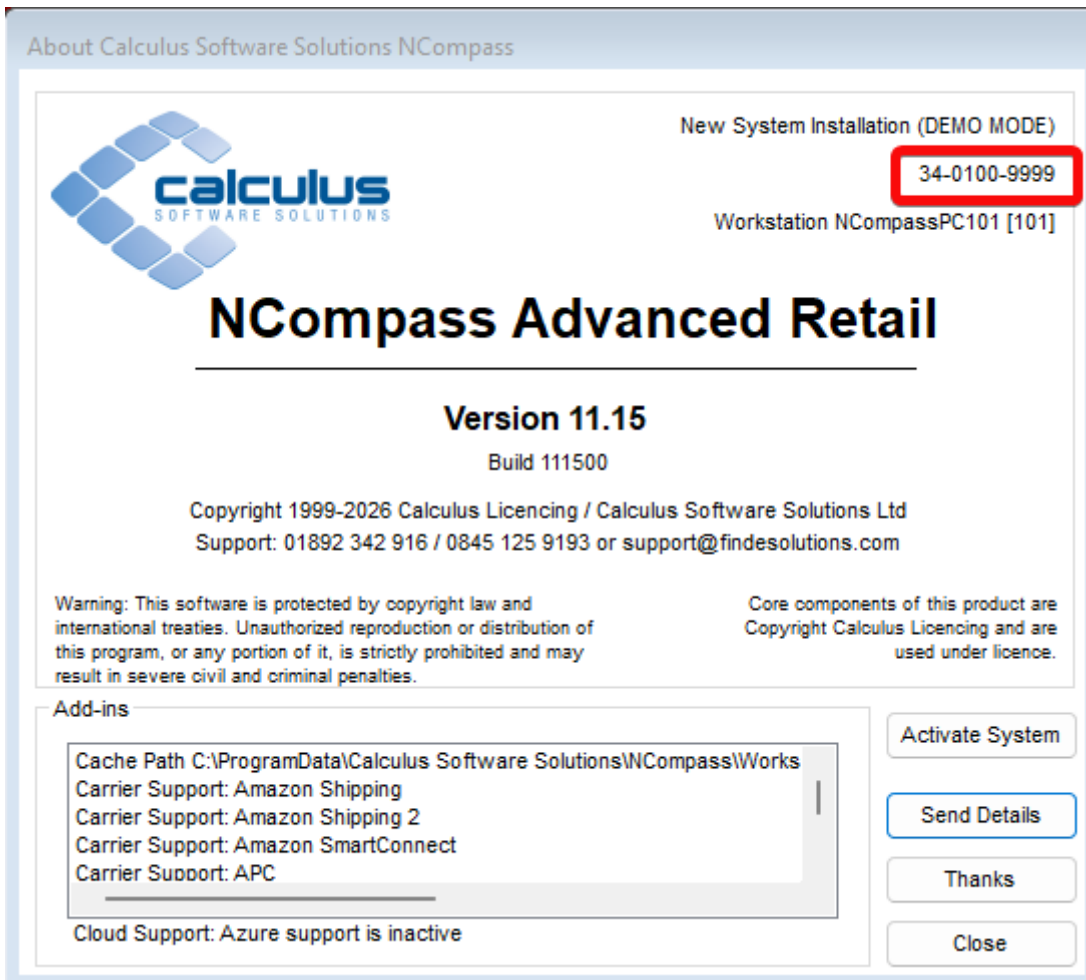 About Calculus Software Solutions NCompass
New System Installation (DEMO MODE)
34-0100-9999
Workstation NCompassPC101 [101]
calculus
SOFTWARE SOLUTIONS
NCompass Advanced Retail
Version 11.15
Build 111500
Copyright 1999-2026 Calculus Licencing / Calculus Software Solutions Ltd
Support: 01892 342 916 / 0845 125 9193 or support@findesolutions.com
Warning: This software is protected by copyright law and
international treaties. Unauthorized reproduction or distribution of
this program, or any portion of it, is strictly prohibited and may
result in severe civil and criminal penalties.
Core components of this product are
Copyright Calculus Licencing and are
used under licence.
Add-ins
Cache Path C:\ProgramData\Calculus Software Solutions\NCompass\Works
Carrier Support: Amazon Shipping
Carrier Support: Amazon Shipping 2
Carrier Support: Amazon SmartConnect
Carrier Support: APC
Cloud Support: Azure support is inactive
Activate System
Send Details
Thanks
Close